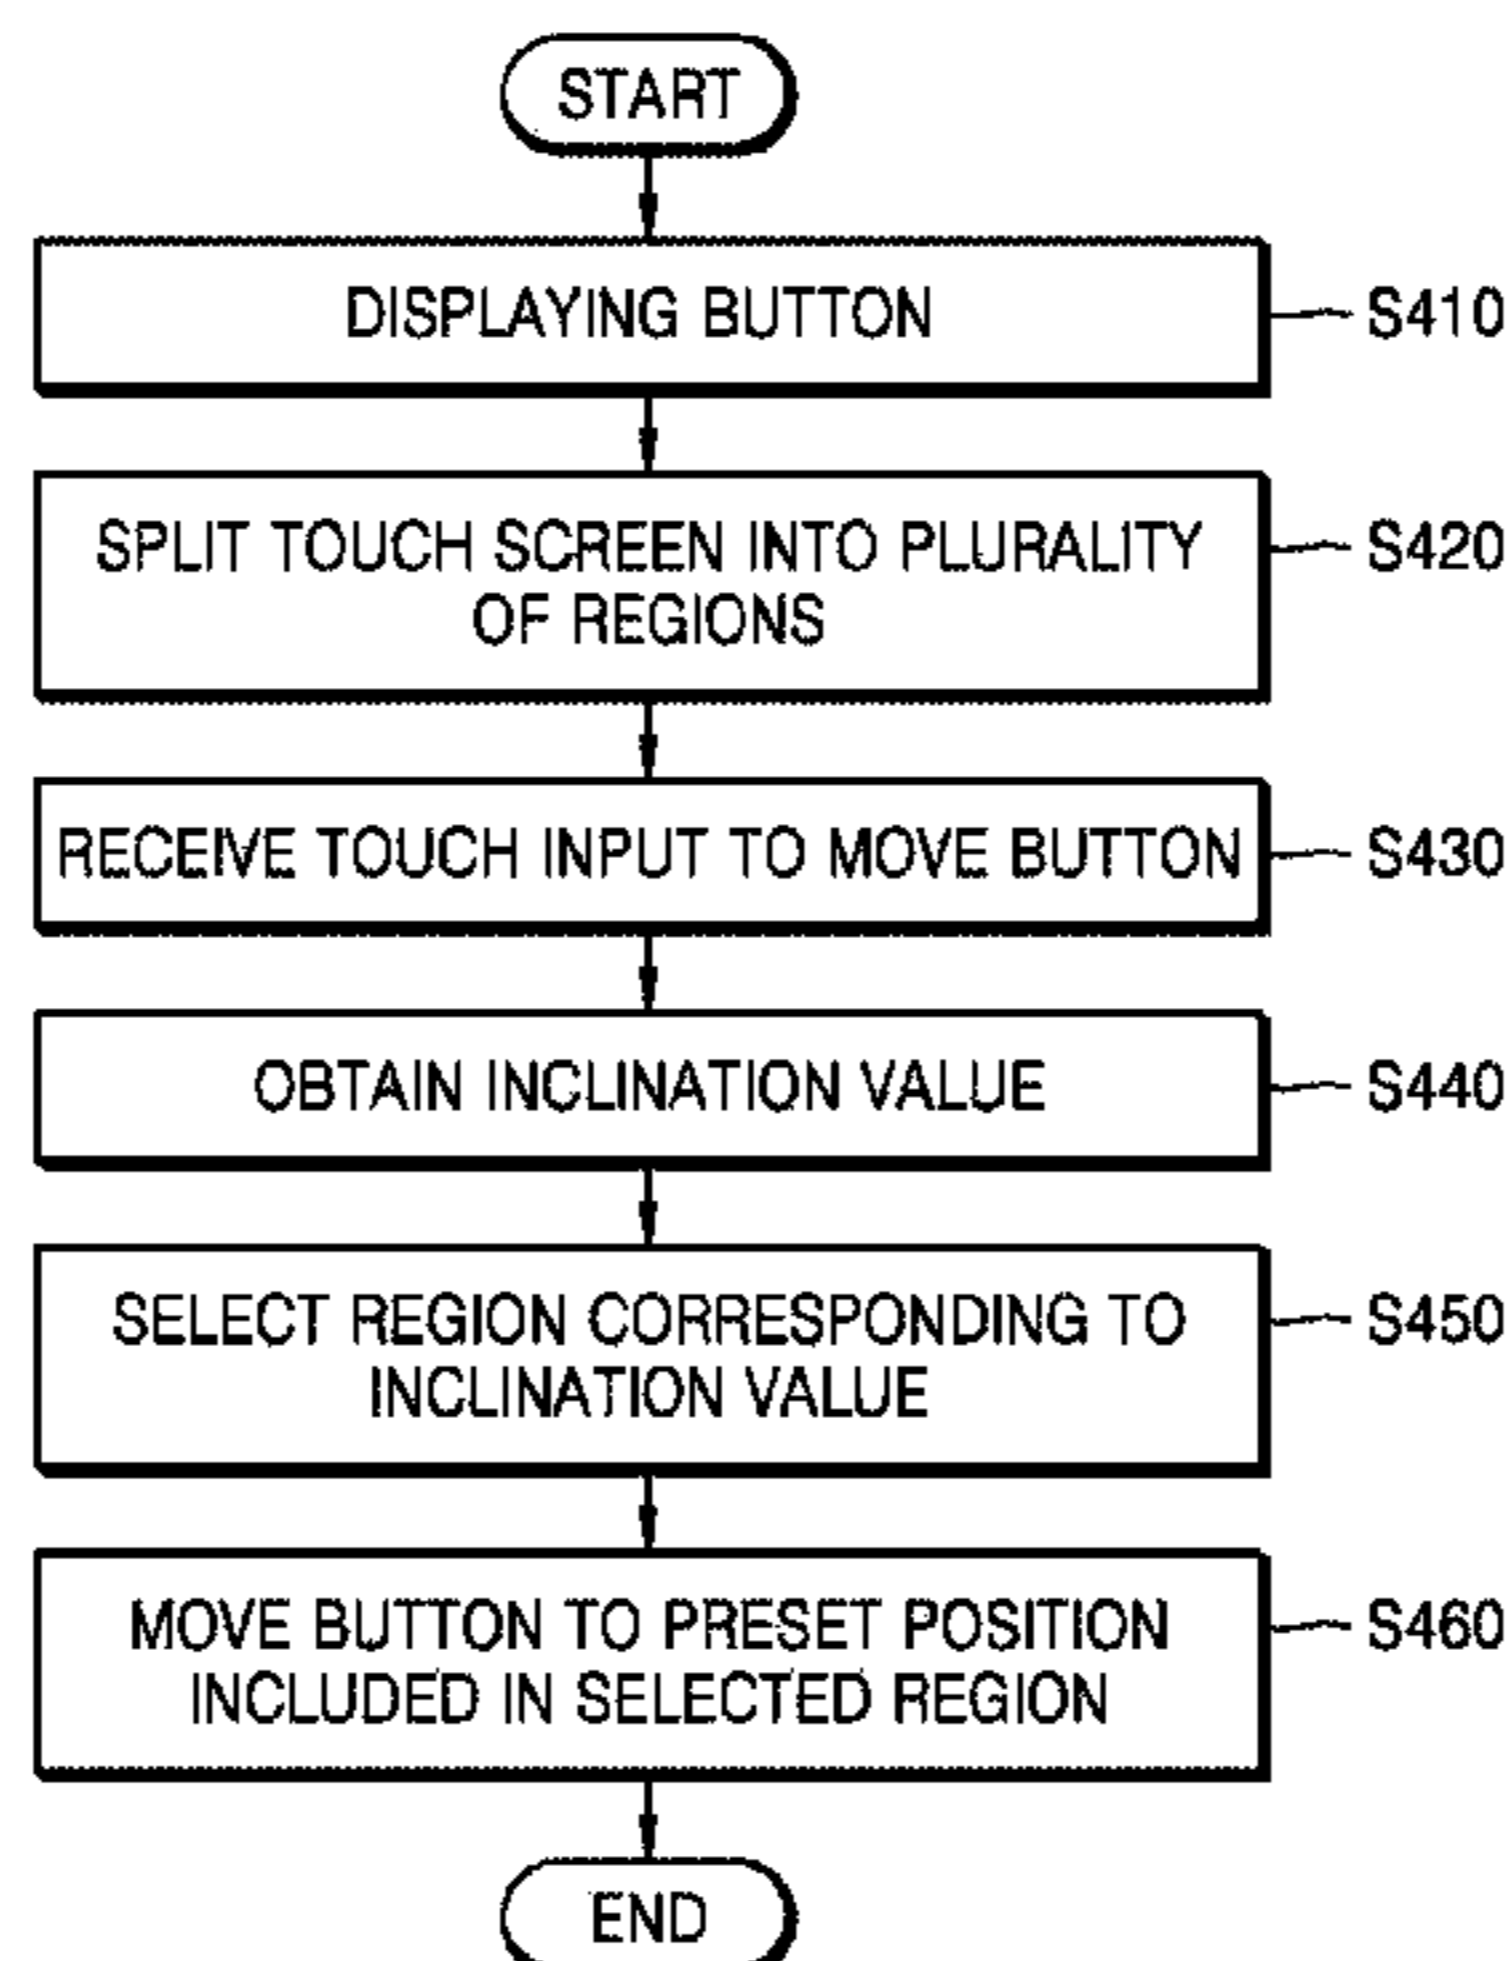 START
DISPLAYING BUTTON
S410
SPLIT TOUCH SCREEN INTO PLURALITY
OF REGIONS
S420
RECEIVE TOUCH INPUT TO MOVE BUTTON
S430
OBTAIN INCLINATION VALUE
S440
SELECT REGION CORRESPONDING TO
INCLINATION VALUE
S450
MOVE BUTTON TO PRESET POSITION
INCLUDED IN SELECTED REGION
S460
END